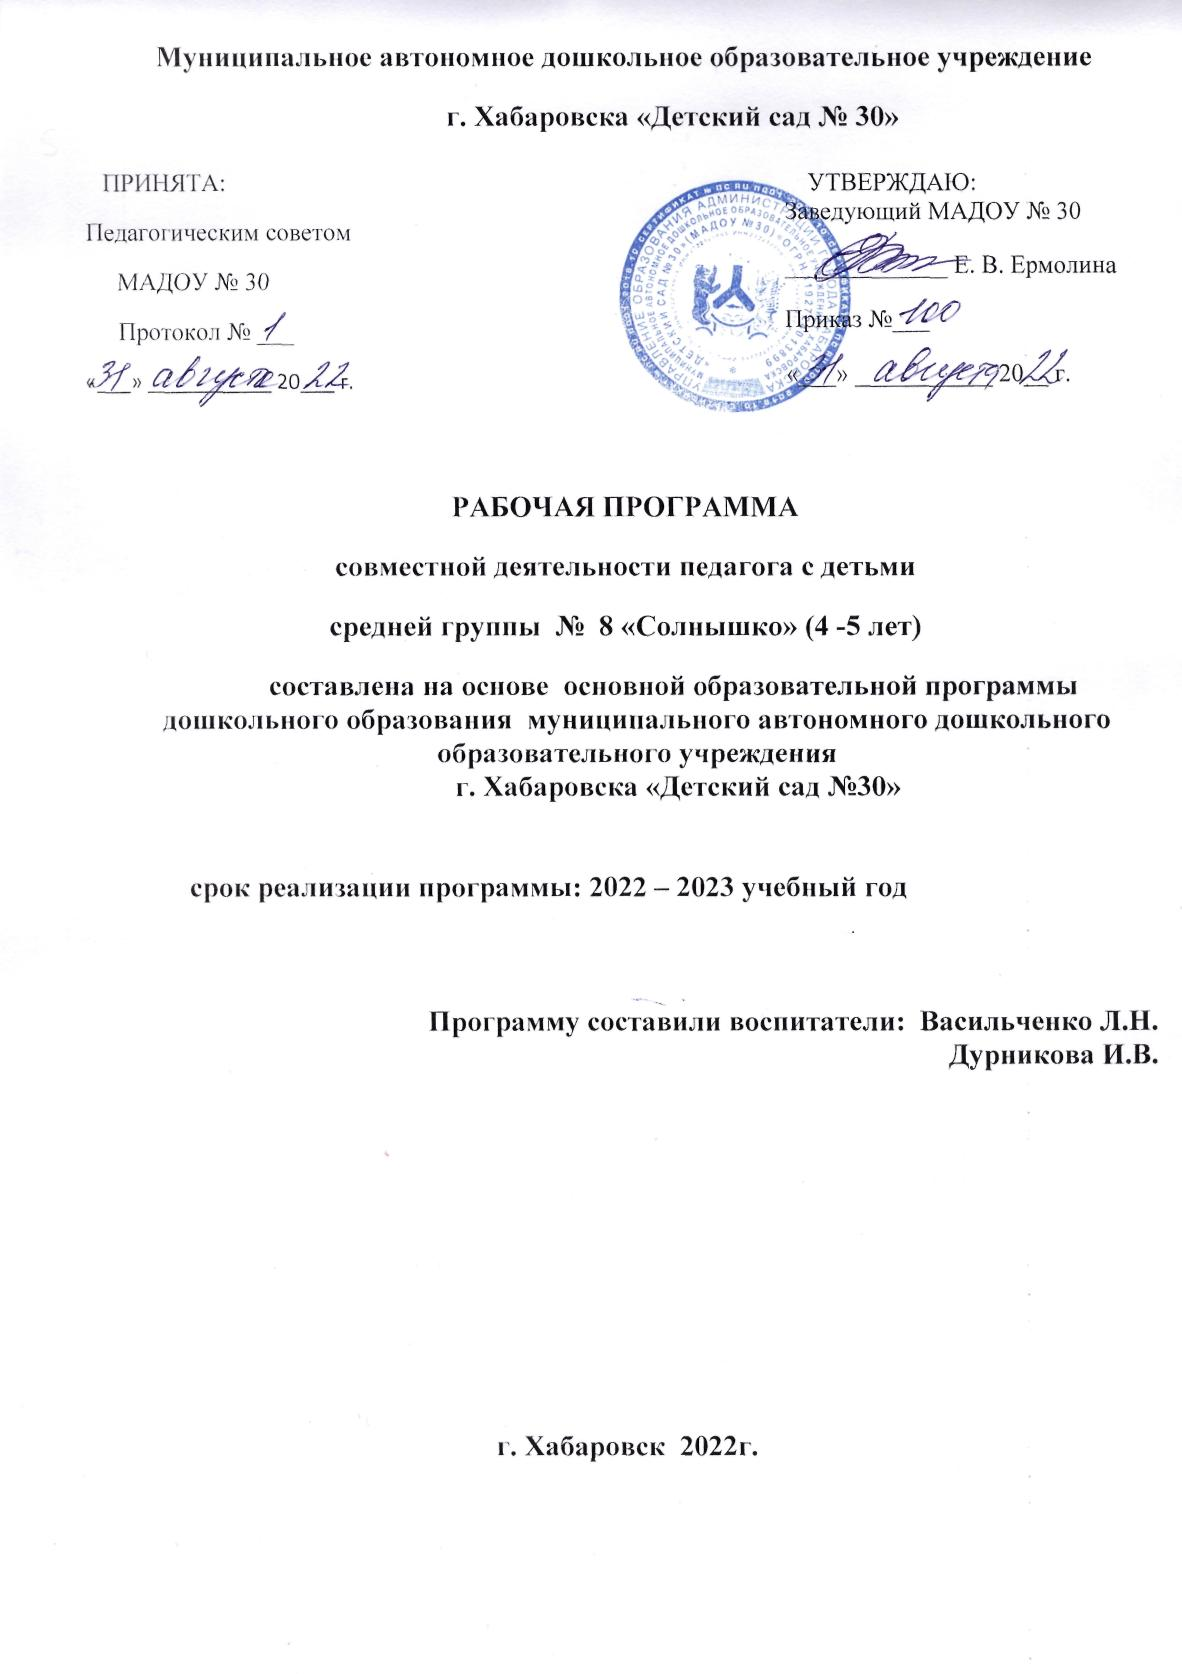 Муниципальное автономное дошкольное образовательное учреждение
г. Хабаровска «Детский сад № 30»
ПРИНЯТА:
Педагогическим советом
МАДОУ № 30
Протокол № 1
«31» августа 2022г.
УТВЕРЖДАЮ:
Заведующий МАДОУ № 30
Е. В. Ермолина
Приказ № 100
«31» августа 2022г.
РАБОЧАЯ ПРОГРАММА
совместной деятельности педагога с детьми
средней группы № 8 «Солнышко» (4 -5 лет)
составлена на основе основной образовательной программы
дошкольного образования муниципального автономного дошкольного
образовательного учреждения
г. Хабаровска «Детский сад №30»
срок реализации программы: 2022 – 2023 учебный год
Программу составили воспитатели: Васильченко Л.Н.
Дурникова И.В.
г. Хабаровск 2022г.